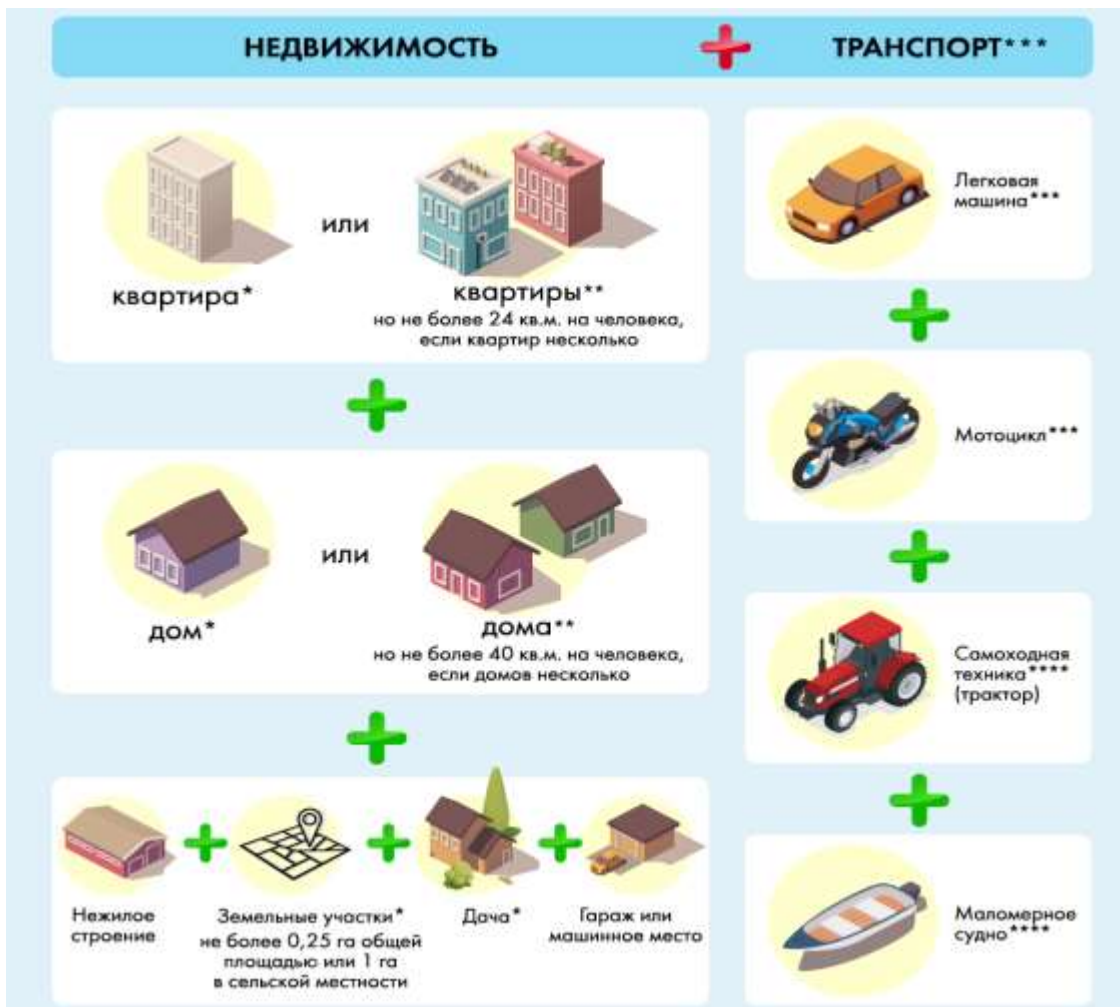 НЕДВИЖИМОСТЬ
ТРАНСПОРТ***
квартира*
или
квартиры**
но не более 24 кв.м. на человека,
если квартир несколько
дом*
или
дома**
но не более 40 кв.м. на человека,
если домов несколько
Нежилое
строение
Земельные участки*
не более 0,25 га общей
площадью или 1 га
в сельской местности
Дача*
Гараж или
машинное место
Легковая
машина***
Мотоцикл***
Самоходная
техника****
(трактор)
Маломерное
судно****